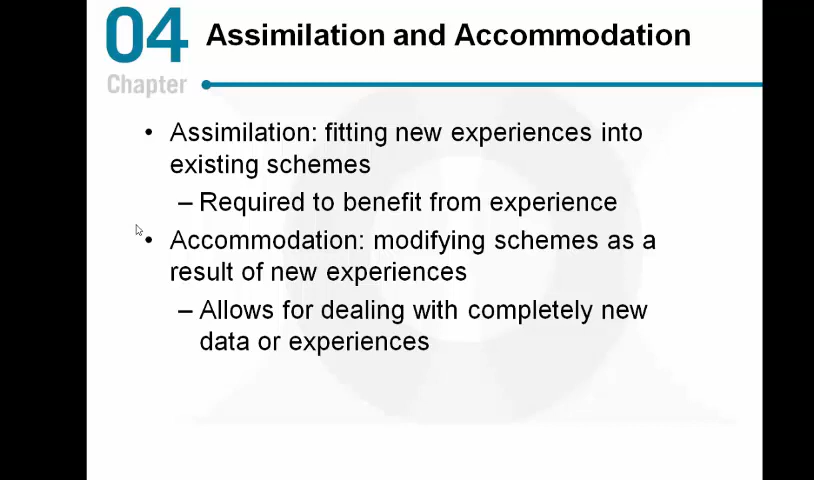 04 Assimilation and Accommodation
Chapter
• Assimilation: fitting new experiences into
existing schemes
– Required to benefit from experience
• Accommodation: modifying schemes as a
result of new experiences
– Allows for dealing with completely new
data or experiences